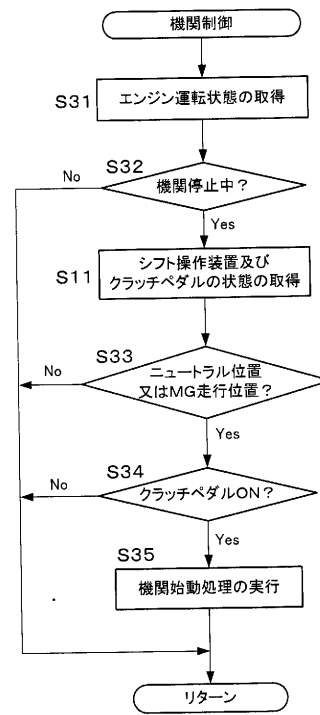 機関制御
S31
エンジン運転状態の取得
S32
No
機関停止中？
Yes
S11
シフト操作装置及び
クラッチペダルの状態の取得
S33
No
ニュートラル位置
又はMG走行位置？
Yes
S34
No
クラッチペダルON？
Yes
S35
機関始動処理の実行
リターン